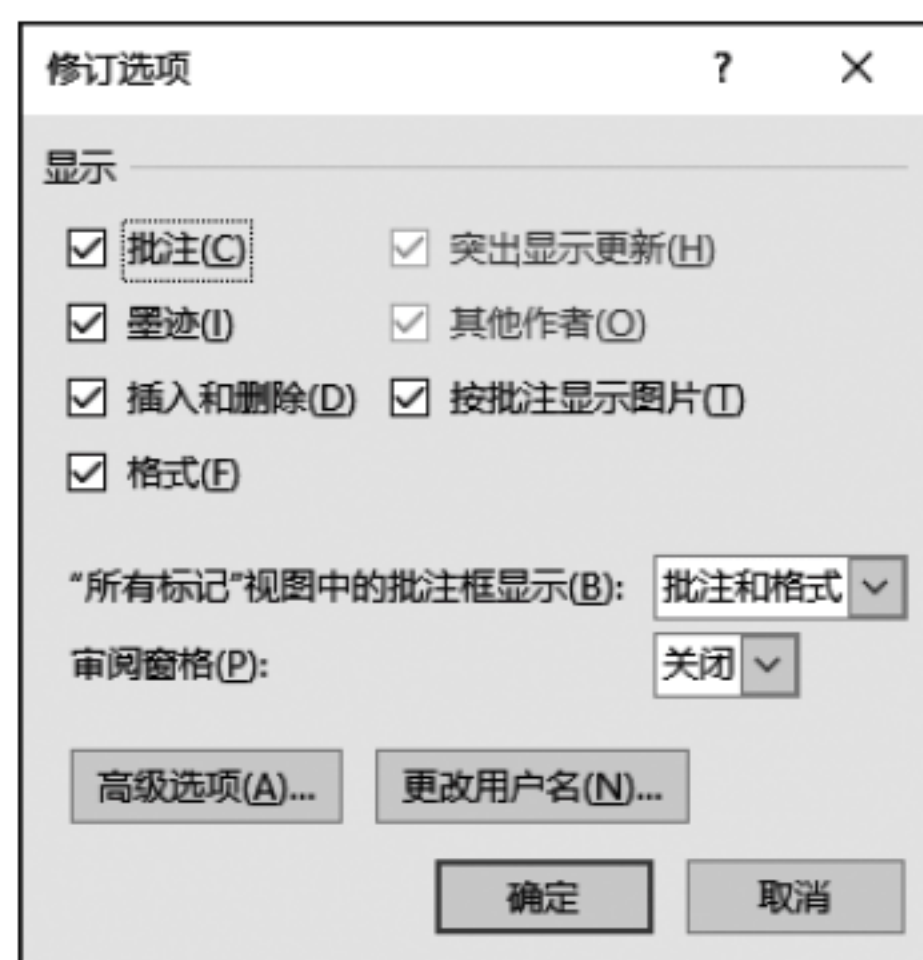 修订选项 ? ×
显示
批注(C) 突出显示更新(H)
墨迹(I) 其他作者(O)
插入和删除(D) 按批注显示图片(T)
格式(F)
“所有标记”视图中的批注框显示(B): 批注和格式
审阅窗格(P): 关闭
高级选项(A)... 更改用户名(N)...
确定 取消